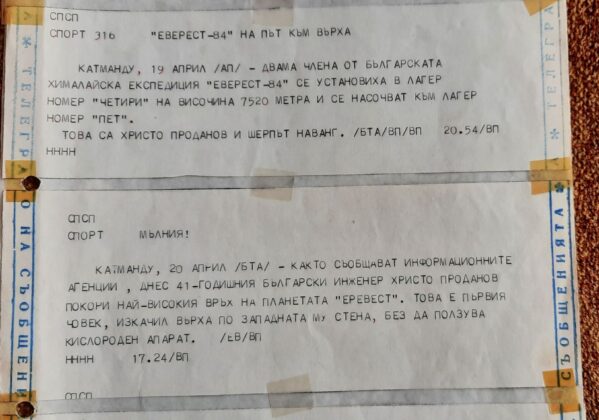 СПСП
СПОРТ 316 "ЕВЕРЕСТ-84" НА ПЪТ КЪМ ВЪРХА
КАТМАНДУ, 19 АПРИЛ /АП/ - ДВАМА ЧЛЕНА ОТ БЪЛГАРСКАТА
ХИМАЛАЙСКА ЕКСПЕДИЦИЯ "ЕВЕРЕСТ-84" СЕ УСТАНОВИХА В ЛАГЕР
НОМЕР "ЧЕТИРИ" НА ВИСОЧИНА 7520 МЕТРА И СЕ НАСОЧВАТ КЪМ ЛАГЕР
НОМЕР "ПЕТ".
ТОВА СА ХРИСТО ПРОДАНОВ И ШЕРПЪТ НАВАНГ. /БТА/ВП/ВП 20.54/ВП
НННН
СПСП
СПОРТ МЪЛНИЯ!
КАТМАНДУ, 20 АПРИЛ /БТА/ - КАКТО СЪОБЩАВАТ ИНФОРМАЦИОННИТЕ
АГЕНЦИИ , ДНЕС 41-ГОДИШНИЯ БЪЛГАРСКИ ИНЖЕНЕР ХРИСТО ПРОДАНОВ
ПОКОРИ НАЙ-ВИСОКИЯ ВРЪХ НА ПЛАНЕТАТА "ЕРЕВЕСТ". ТОВА Е ПЪРВИЯ
ЧОВЕК, ИЗКАЧИЛ ВЪРХА ПО ЗАПАДНАТА МУ СТЕНА, БЕЗ ДА ПОЛЗУВА
КИСЛОРОДЕН АПАРАТ. /ЕВ/ВП
НННН 17.24/ВП
СПСП
ТЕЛЕГРА
О НА СЪОБЩЕНИ
ТЕЛЕГР
СЪОБЩЕНИЯТА